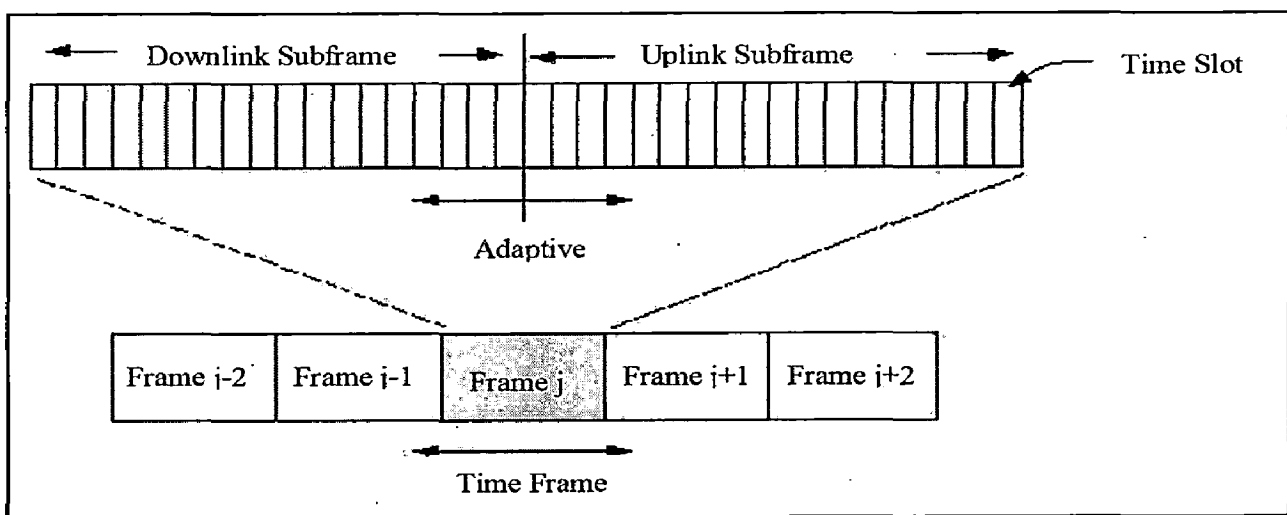 Downlink Subframe
Uplink Subframe
Time Slot
Adaptive
Frame j-2
Frame j-1
Frame j
Frame j+1
Frame j+2
Time Frame